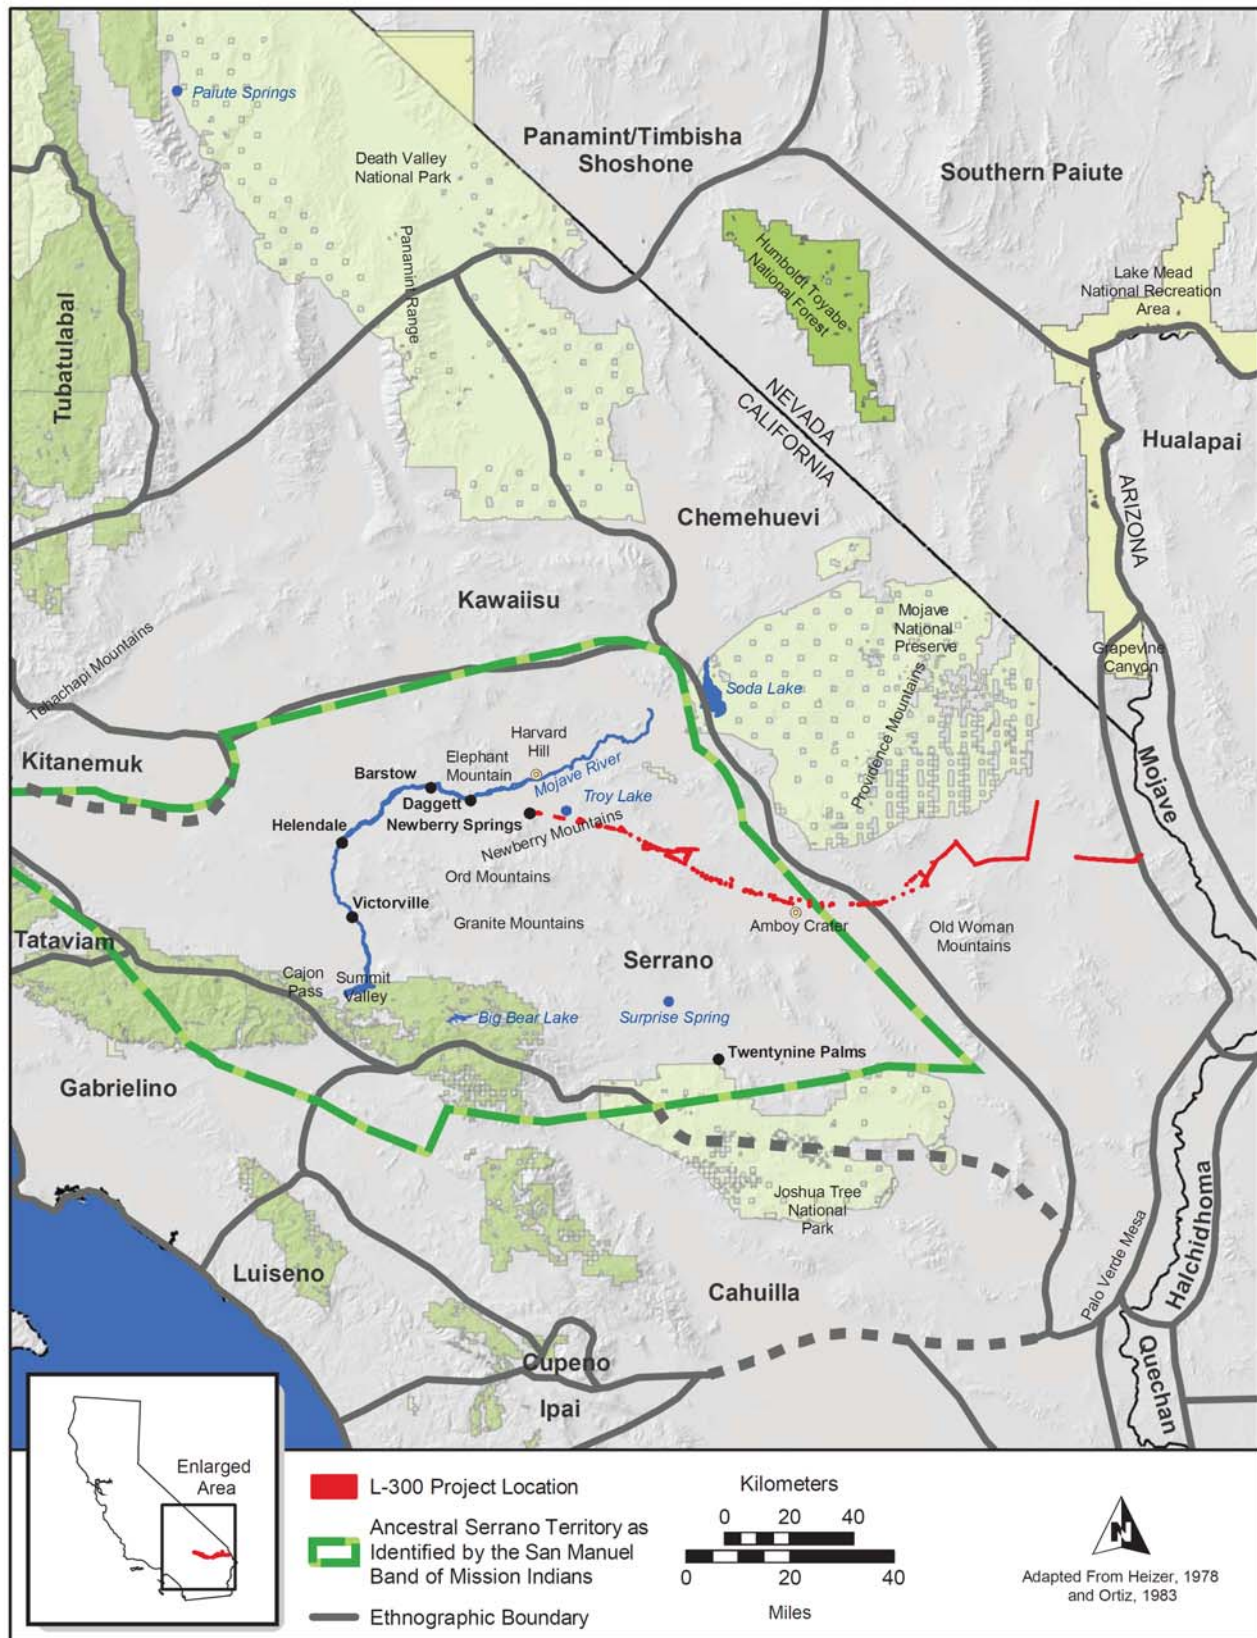 Paiute Springs
Death Valley
National Park
Panamint/Timbisha
Shoshone
Southern Paiute
Panamint Range
Humboldt Toyabe
National Forest
Lake Mead
National Recreation
Area
Tubatulabal
NEVADA
CALIFORNIA
Hualapai
ARIZONA
Chemehuevi
Kawaiisu
Mojave
National
Preserve
Grapevine
Canyon
Tehachapi Mountains
Soda Lake
Providence Mountains
Kitanemuk
Harvard
Hill
Elephant
Mountain
Mojave River
Mojave
Barstow
Daggett
Troy Lake
Newberry Springs
Newberry Mountains
Helendale
Ord Mountains
Victorville
Granite Mountains
Amboy Crater
Old Woman
Mountains
Tataviam
Serrano
Cajon
Pass
Summit
Valley
Big Bear Lake
Surprise Spring
Twentynine Palms
Gabrielino
Joshua Tree
National
Park
Halchidhoma
Palo Verde Mesa
Luiseno
Cahuilla
Cupeno
Ipai
Quechan
Enlarged
Area
L-300 Project Location
Ancestral Serrano Territory as
Identified by the San Manuel
Band of Mission Indians
Ethnographic Boundary
Kilometers
0 20 40
0 20 40
Miles
N
Adapted From Heizer, 1978
and Ortiz, 1983